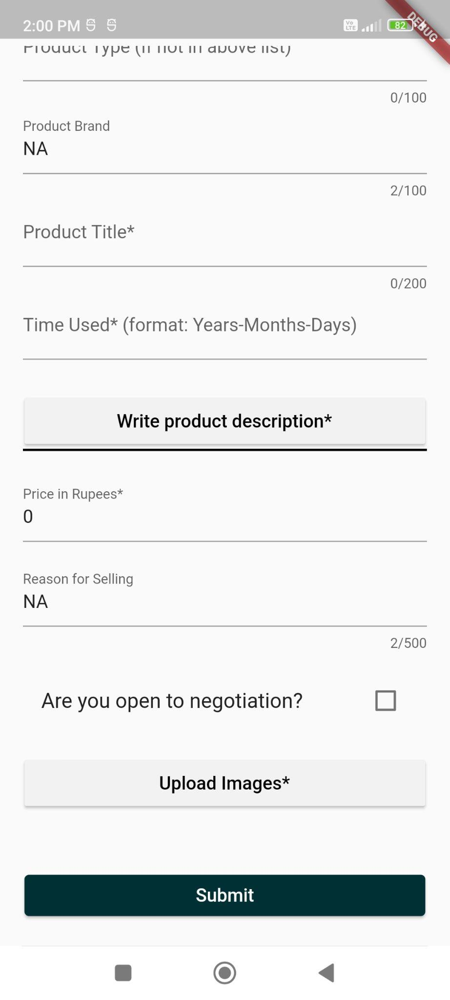 2:00 PM
Vo
LTE
82
DEBUG
Product Type (if not in above list)
0/100
Product Brand
NA
2/100
Product Title*
0/200
Time Used* (format: Years-Months-Days)
Write product description*
Price in Rupees*
0
Reason for Selling
NA
2/500
Are you open to negotiation?
Upload Images*
Submit